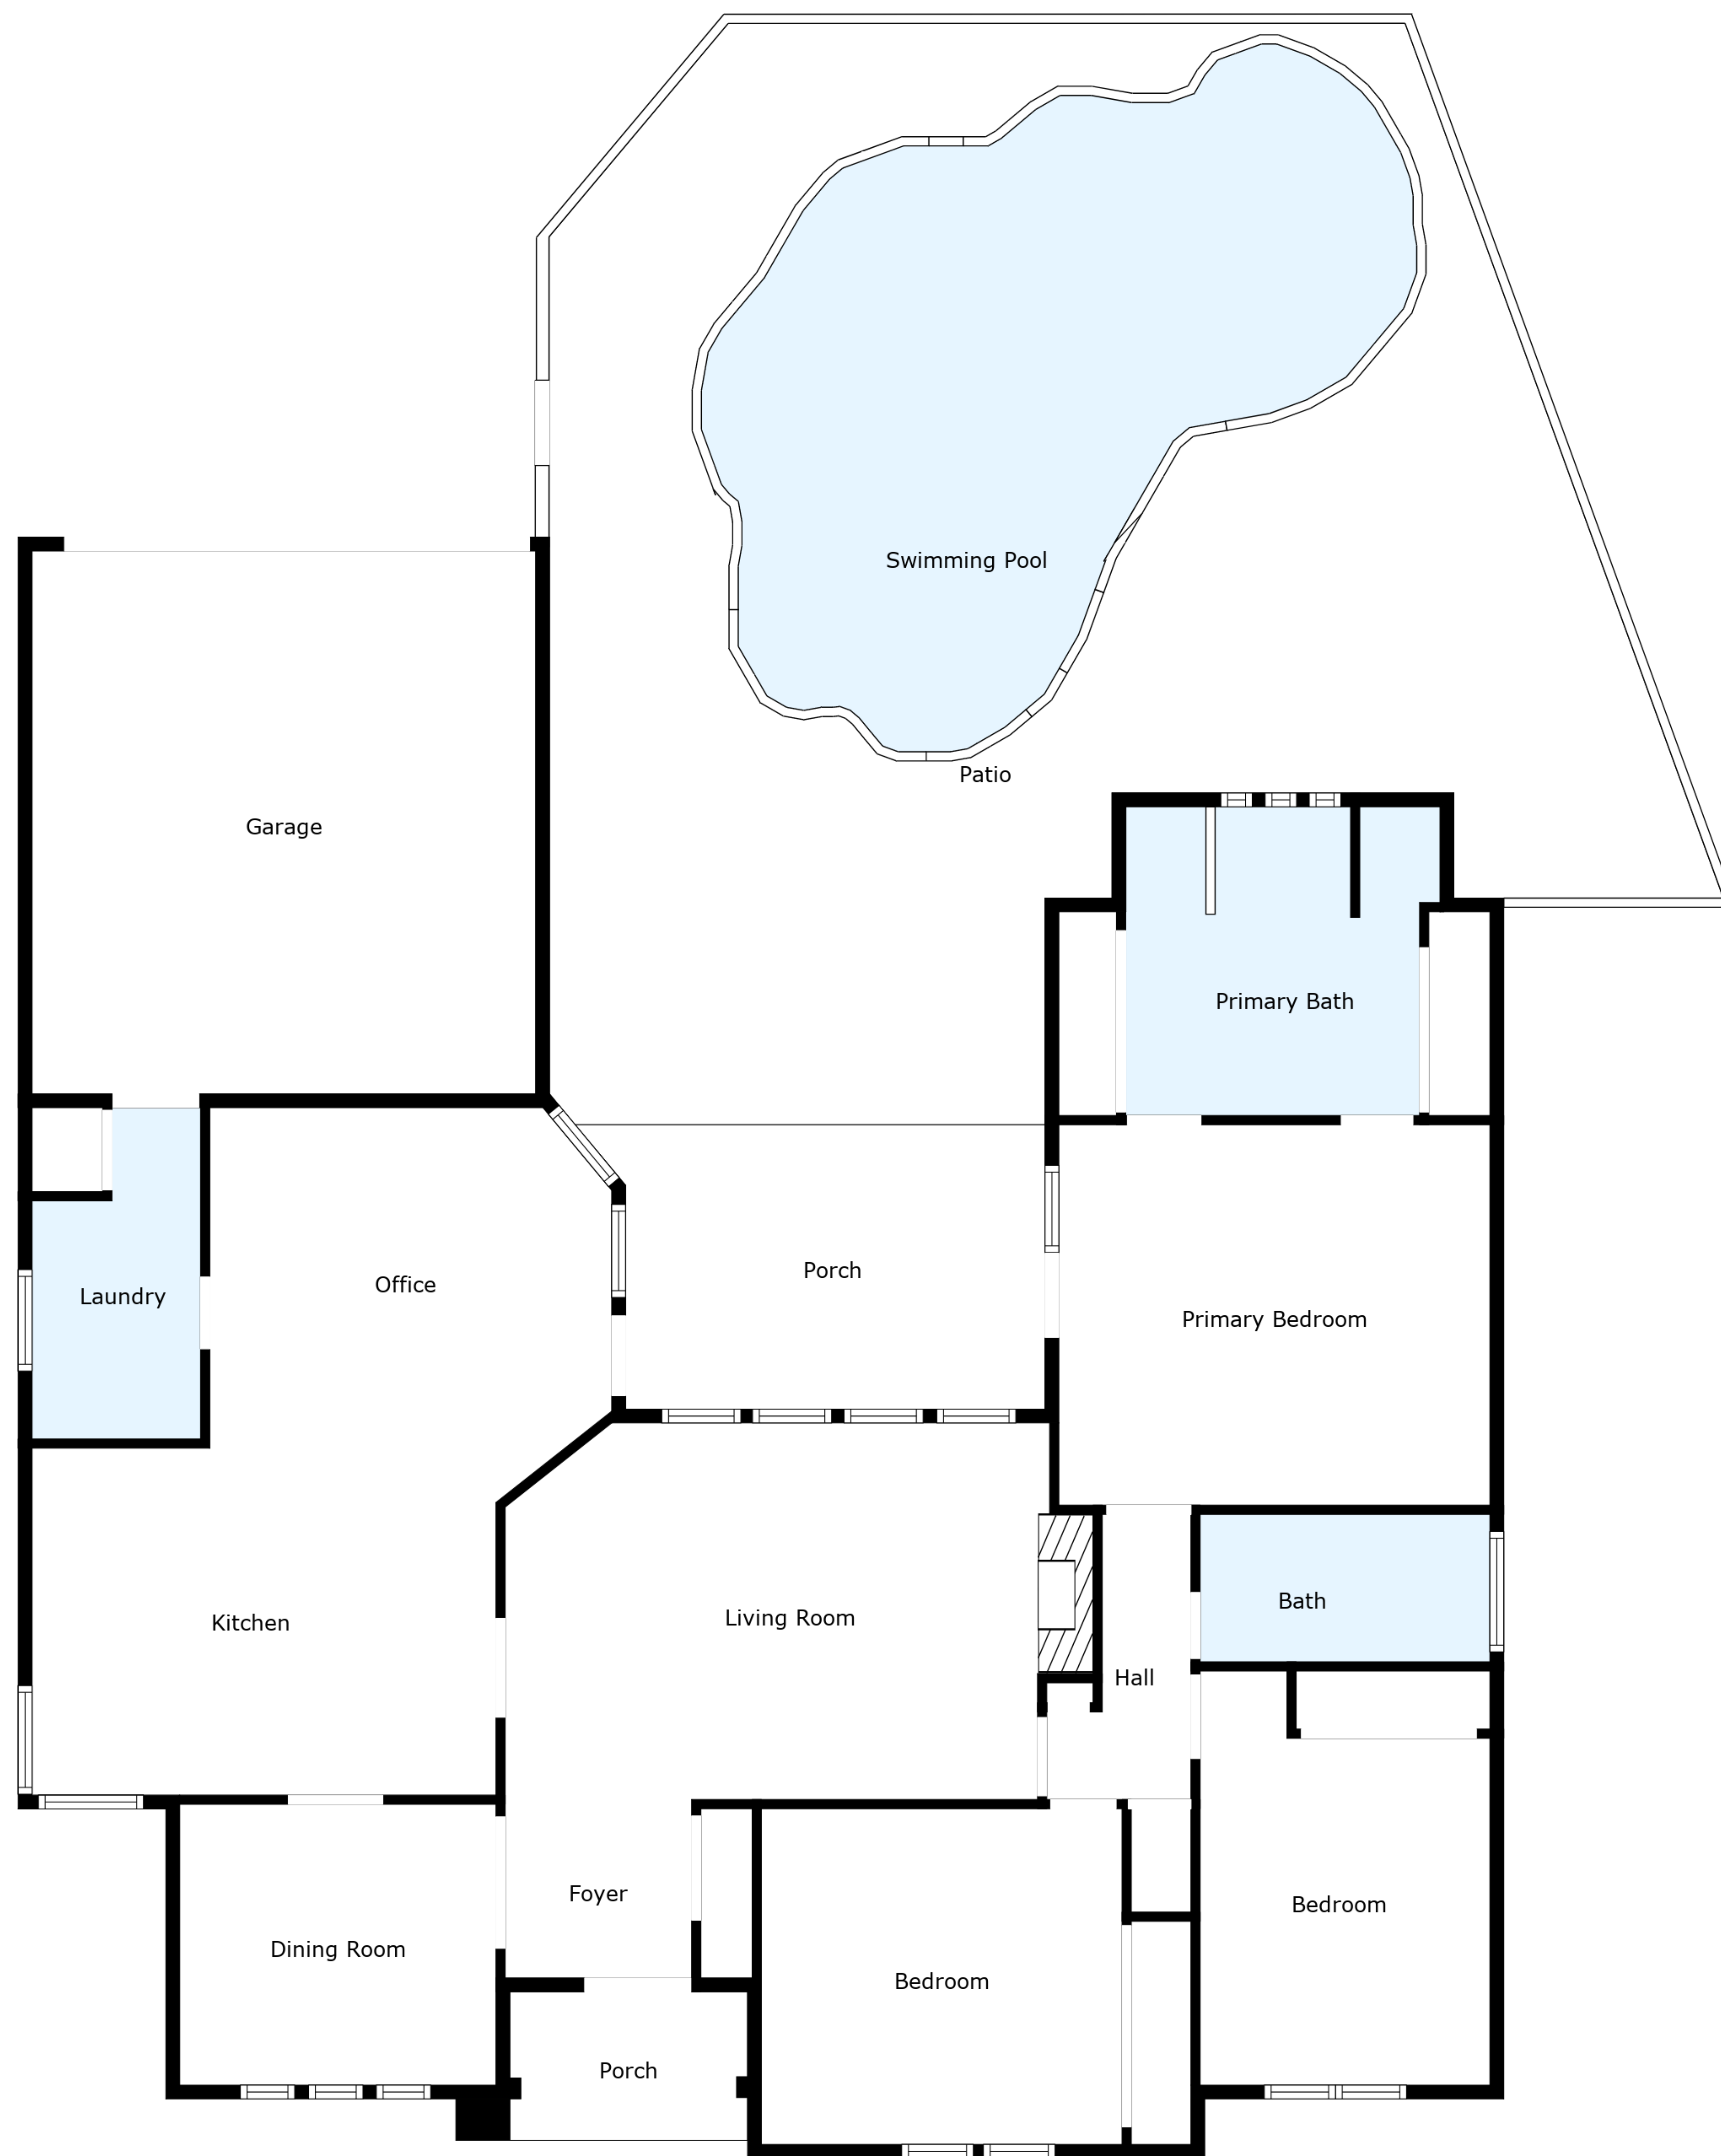 Swimming Pool
Patio
Garage
Primary Bath
Porch
Office
Laundry
Primary Bedroom
Bath
Living Room
Kitchen
Hall
Foyer
Bedroom
Dining Room
Bedroom
Porch